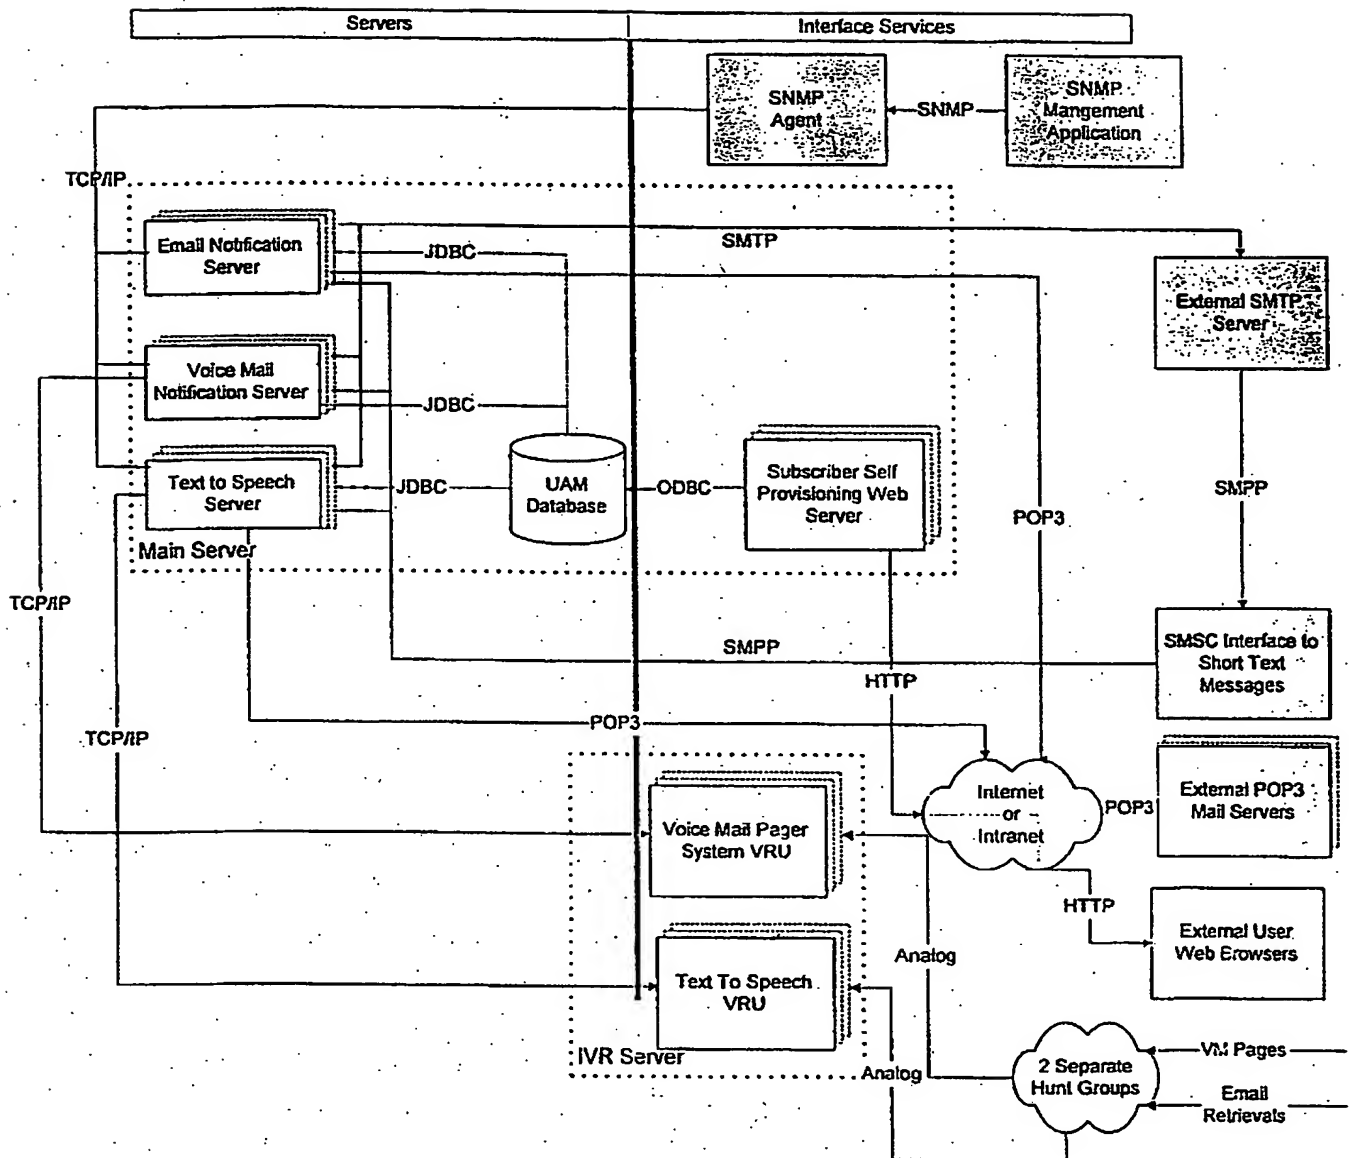 Servers
Interface Services
SNMP
Agent
SNMP
SNMP
Mangement
Application
TCP/IP
Email Notification
Server
JDBC
SMTP
External SMTP
Server
Voice Mail
Notification Server
JDBC
Text to Speech
Server
JDBC
UAM
Database
ODBC
Subscriber Self
Provisioning Web
Server
SMPP
POP3
Main Server
TCP/IP
SMPP
HTTP
SMSC Interface to
Short Text
Messages
POP3
TCP/IP
Voice Mail Pager
System VRU
Internet
or
Intranet
POP3
External POP3
Mail Servers
HTTP
External User
Web Browsers
Analog
Text To Speech
VRU
IVR Server
Analog
2 Separate
Hunt Groups
VM Pages
Email
Retrievals